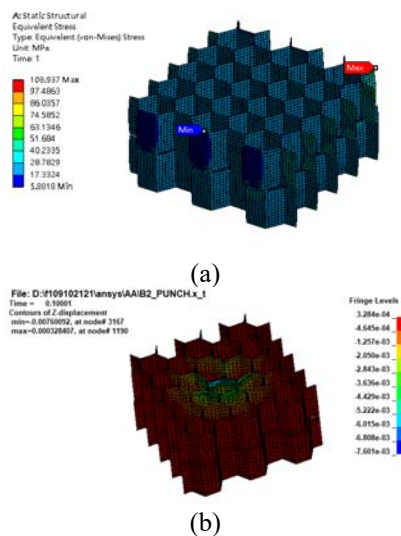 A: Static Structural
Equivalent Stress
Type: Equivalent (von-Mises) Stress
Unit: MPa
Time: 1
108.937 Max
97.4863
86.0357
74.5852
63.1346
51.684
40.2335
28.7829
17.3324
5.8818 Min
Max
Min
(a)
File: D:\f109102121\ansys\AA\B2_PUNCH.x_t
Time = 0.10001
Contours of Z-displacement
min=-0.00760092, at node# 3167
max=0.000328407, at node# 1190
Fringe Levels
3.284e-04
-4.645e-04
-1.257e-03
-2.050e-03
-2.843e-03
-3.636e-03
-4.429e-03
-5.222e-03
-6.015e-03
-6.808e-03
-7.601e-03
(b)